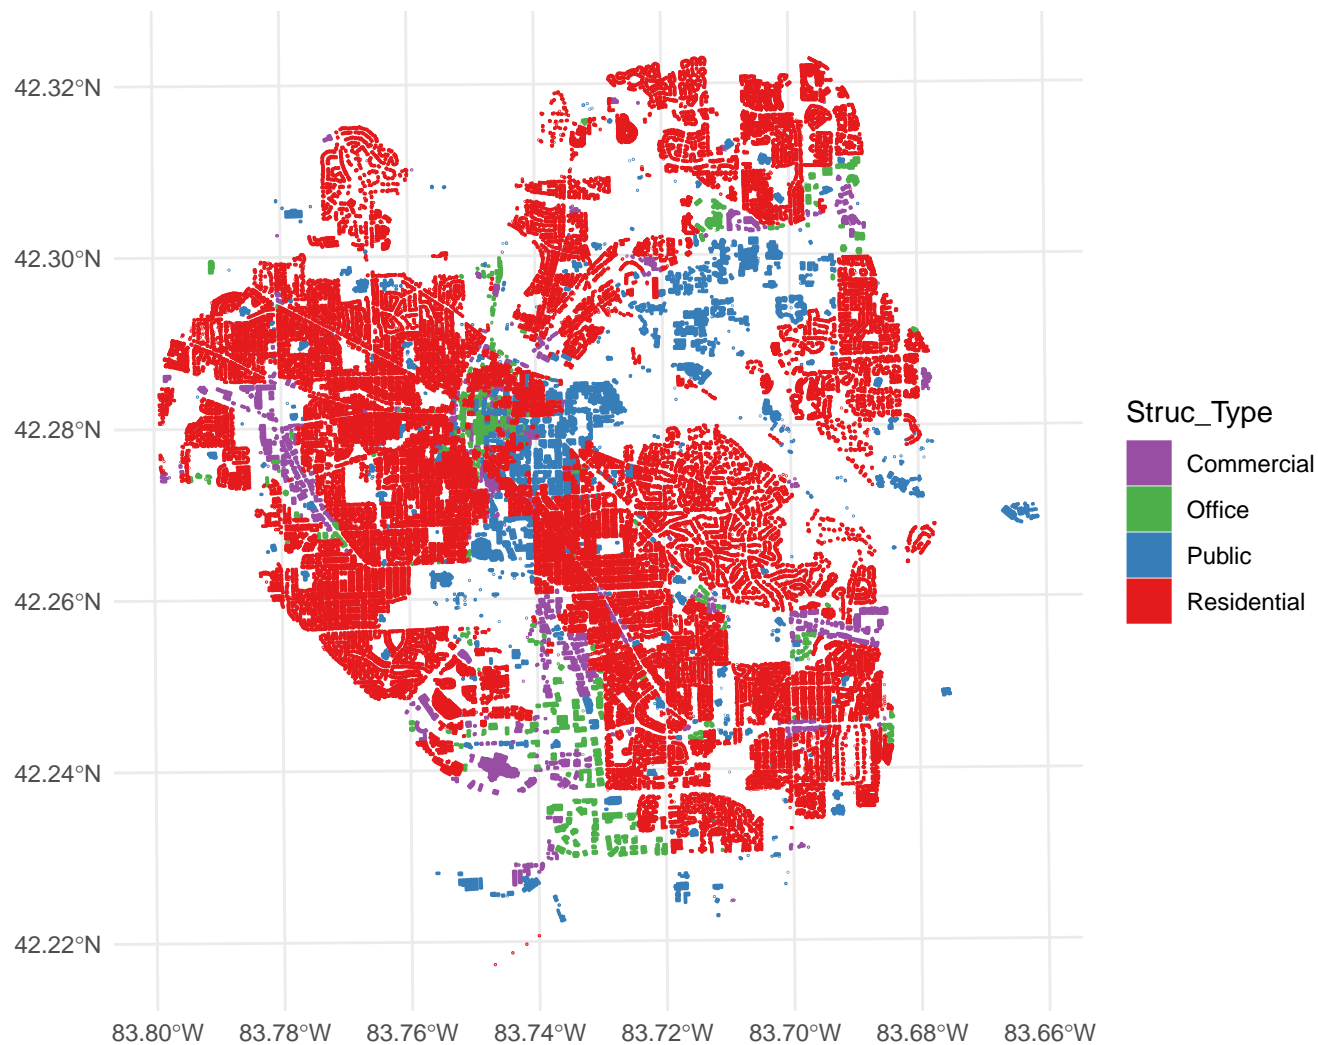 42.32°N
42.30°N
42.28°N
42.26°N
42.24°N
42.22°N
83.80°W 83.78°W 83.76°W 83.74°W 83.72°W 83.70°W 83.68°W 83.66°W
Struc_Type
Commercial
Office
Public
Residential